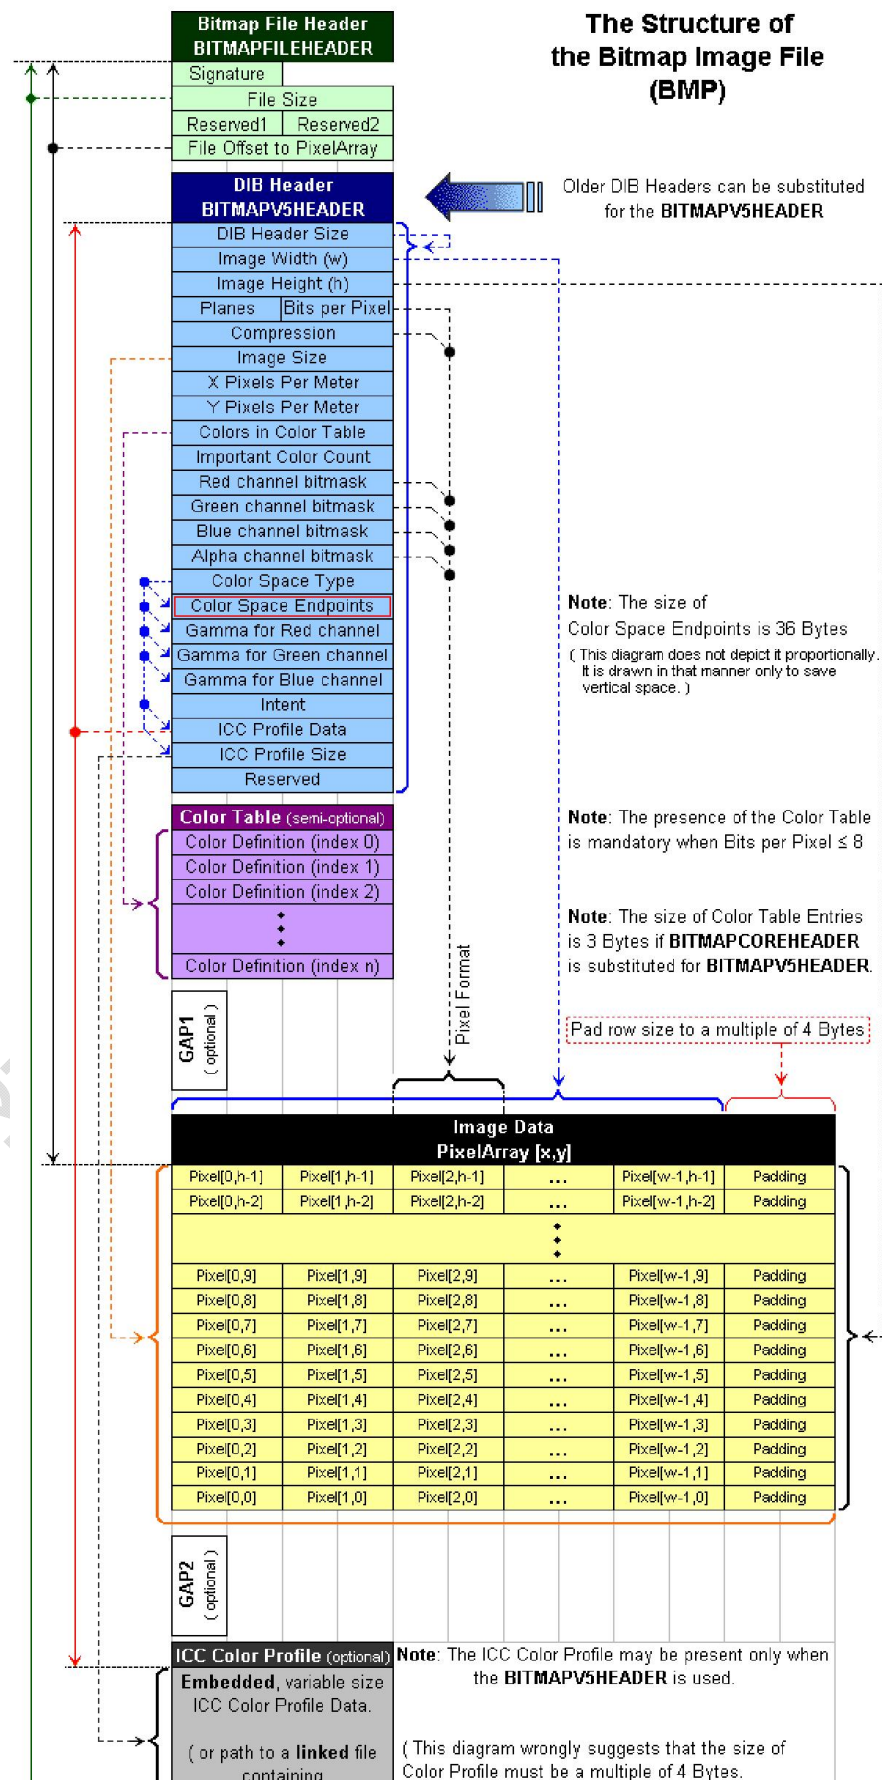 Bitmap File Header
BITMAPFILEHEADER
The Structure of
the Bitmap Image File
(BMP)
Signature
File Size
Reserved1 Reserved2
File Offset to PixelArray
DIB Header
BITMAPV5HEADER
Older DIB Headers can be substituted
for the BITMAPV5HEADER
DIB Header Size
Image Width (w)
Image Height (h)
Planes Bits per Pixel
Compression
Image Size
X Pixels Per Meter
Y Pixels Per Meter
Colors in Color Table
Important Color Count
Red channel bitmask
Green channel bitmask
Blue channel bitmask
Alpha channel bitmask
Color Space Type
Color Space Endpoints
Gamma for Red channel
Gamma for Green channel
Gamma for Blue channel
Intent
ICC Profile Data
ICC Profile Size
Reserved
Note: The size of
Color Space Endpoints is 36 Bytes
( This diagram does not depict it proportionally.
It is drawn in that manner only to save
vertical space. )
Color Table (semi-optional)
Color Definition (index 0)
Color Definition (index 1)
Color Definition (index 2)
Color Definition (index n)
Note: The presence of the Color Table
is mandatory when Bits per Pixel ≤ 8
Note: The size of Color Table Entries
is 3 Bytes if BITMAPCOREHEADER
is substituted for BITMAPV5HEADER.
GAP1
( optional )
Pixel Format
Pad row size to a multiple of 4 Bytes
Image Data
PixelArray [x,y]
Pixel[0,h-1] Pixel[1,h-1] Pixel[2,h-1] ... Pixel[w-1,h-1] Padding
Pixel[0,h-2] Pixel[1,h-2] Pixel[2,h-2] ... Pixel[w-1,h-2] Padding
Pixel[0,9] Pixel[1,9] Pixel[2,9] ... Pixel[w-1,9] Padding
Pixel[0,8] Pixel[1,8] Pixel[2,8] ... Pixel[w-1,8] Padding
Pixel[0,7] Pixel[1,7] Pixel[2,7] ... Pixel[w-1,7] Padding
Pixel[0,6] Pixel[1,6] Pixel[2,6] ... Pixel[w-1,6] Padding
Pixel[0,5] Pixel[1,5] Pixel[2,5] ... Pixel[w-1,5] Padding
Pixel[0,4] Pixel[1,4] Pixel[2,4] ... Pixel[w-1,4] Padding
Pixel[0,3] Pixel[1,3] Pixel[2,3] ... Pixel[w-1,3] Padding
Pixel[0,2] Pixel[1,2] Pixel[2,2] ... Pixel[w-1,2] Padding
Pixel[0,1] Pixel[1,1] Pixel[2,1] ... Pixel[w-1,1] Padding
Pixel[0,0] Pixel[1,0] Pixel[2,0] ... Pixel[w-1,0] Padding
GAP2
( optional )
ICC Color Profile (optional)
Embedded, variable size
ICC Color Profile Data.
( or path to a linked file
containing
Note: The ICC Color Profile may be present only when
the BITMAPV5HEADER is used.
( This diagram wrongly suggests that the size of
Color Profile must be a multiple of 4 Bytes.